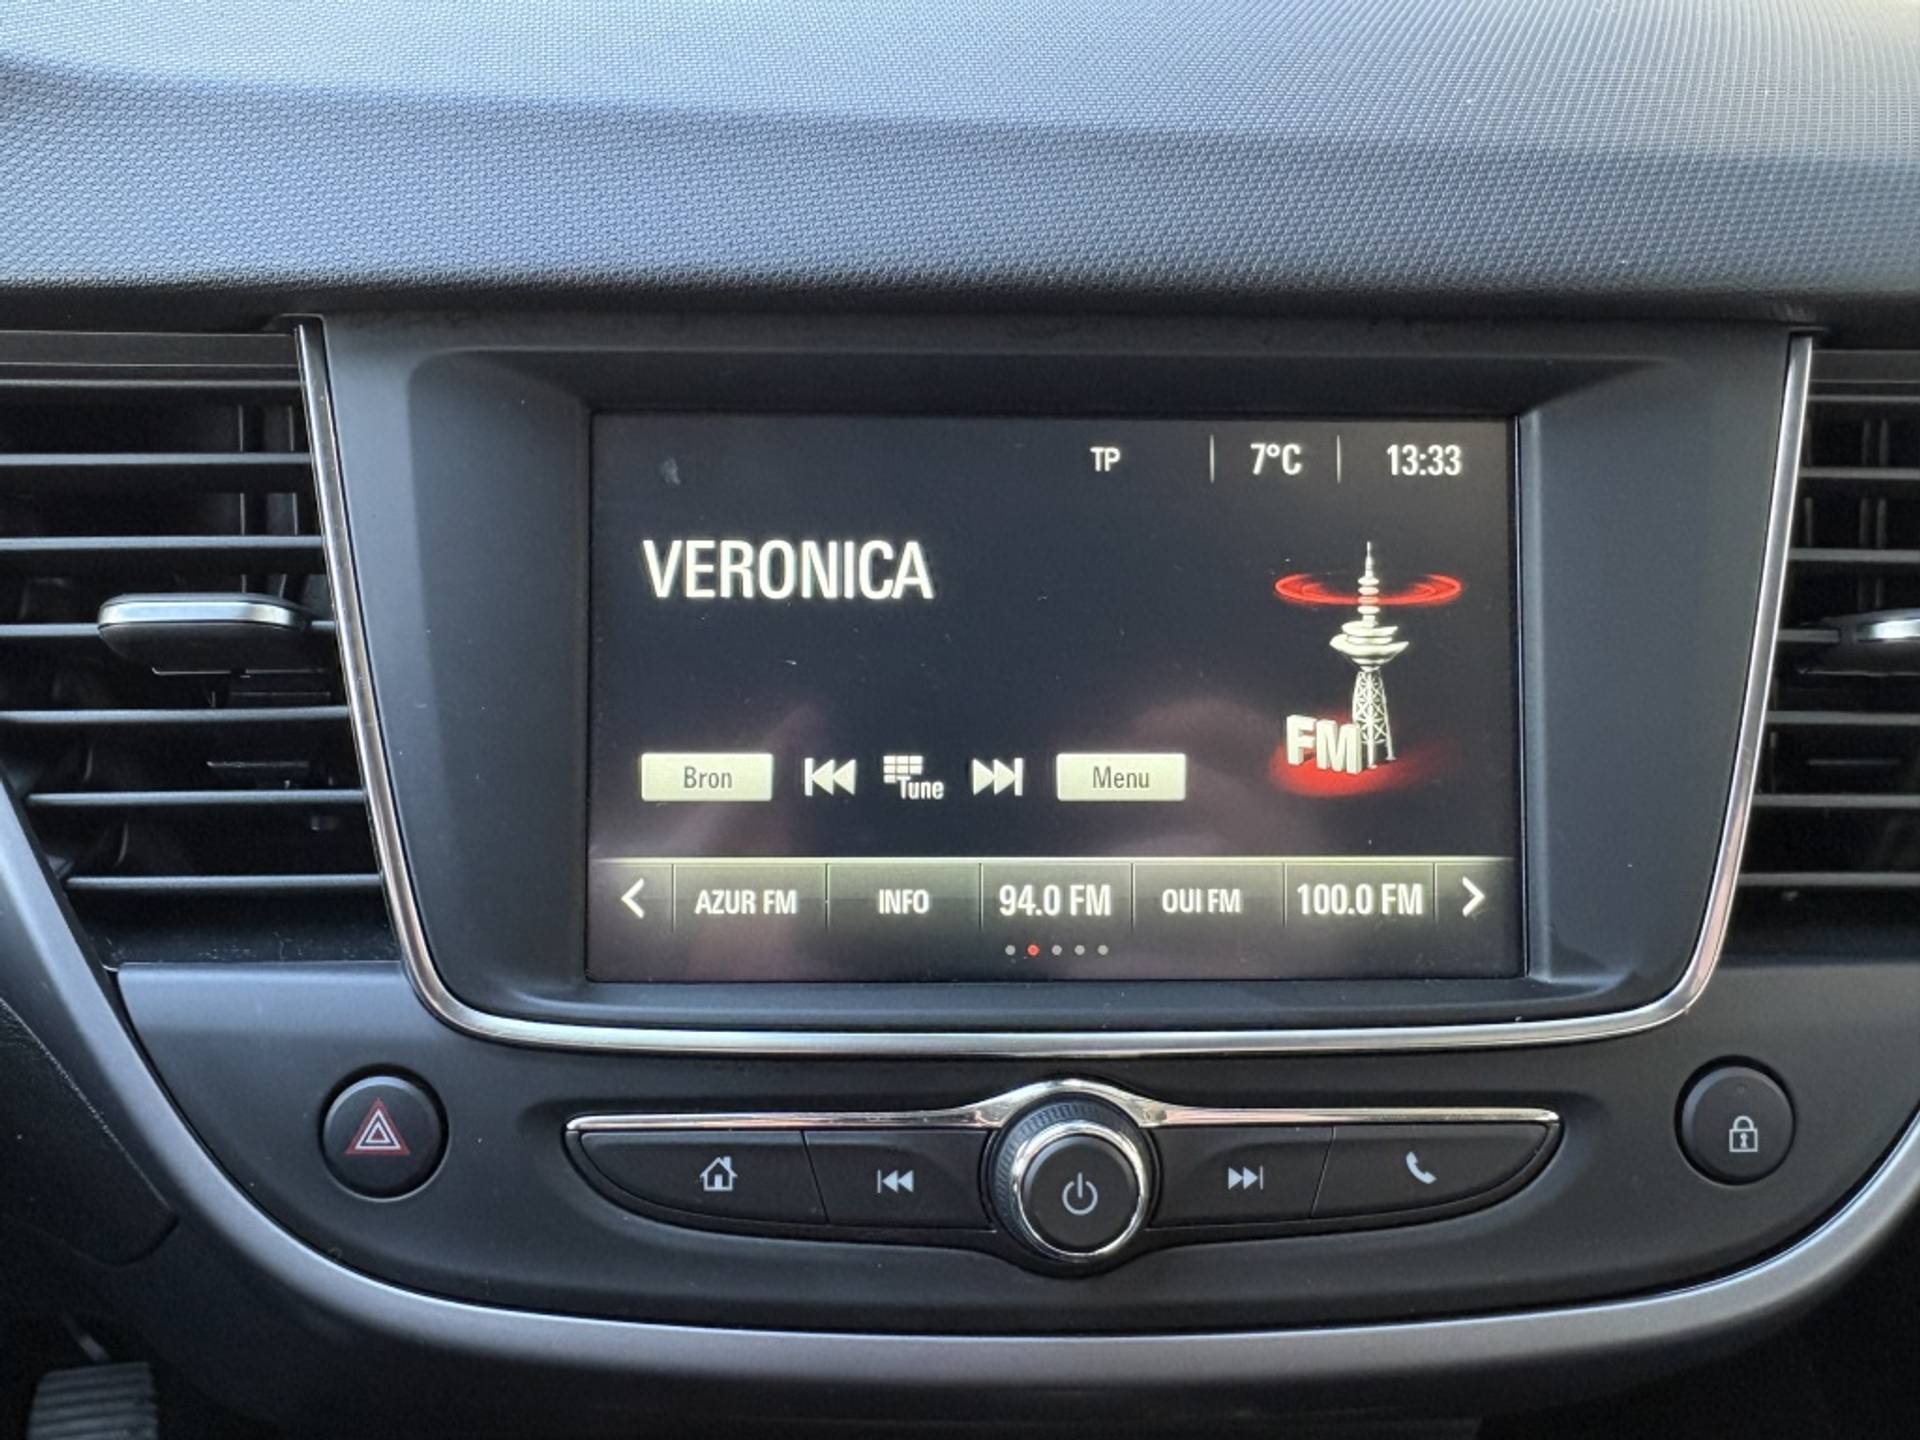 TP 7°C 13:33
VERONICA
FM
Bron Tune Menu
AZUR FM INFO 94.0 FM OUI FM 100.0 FM